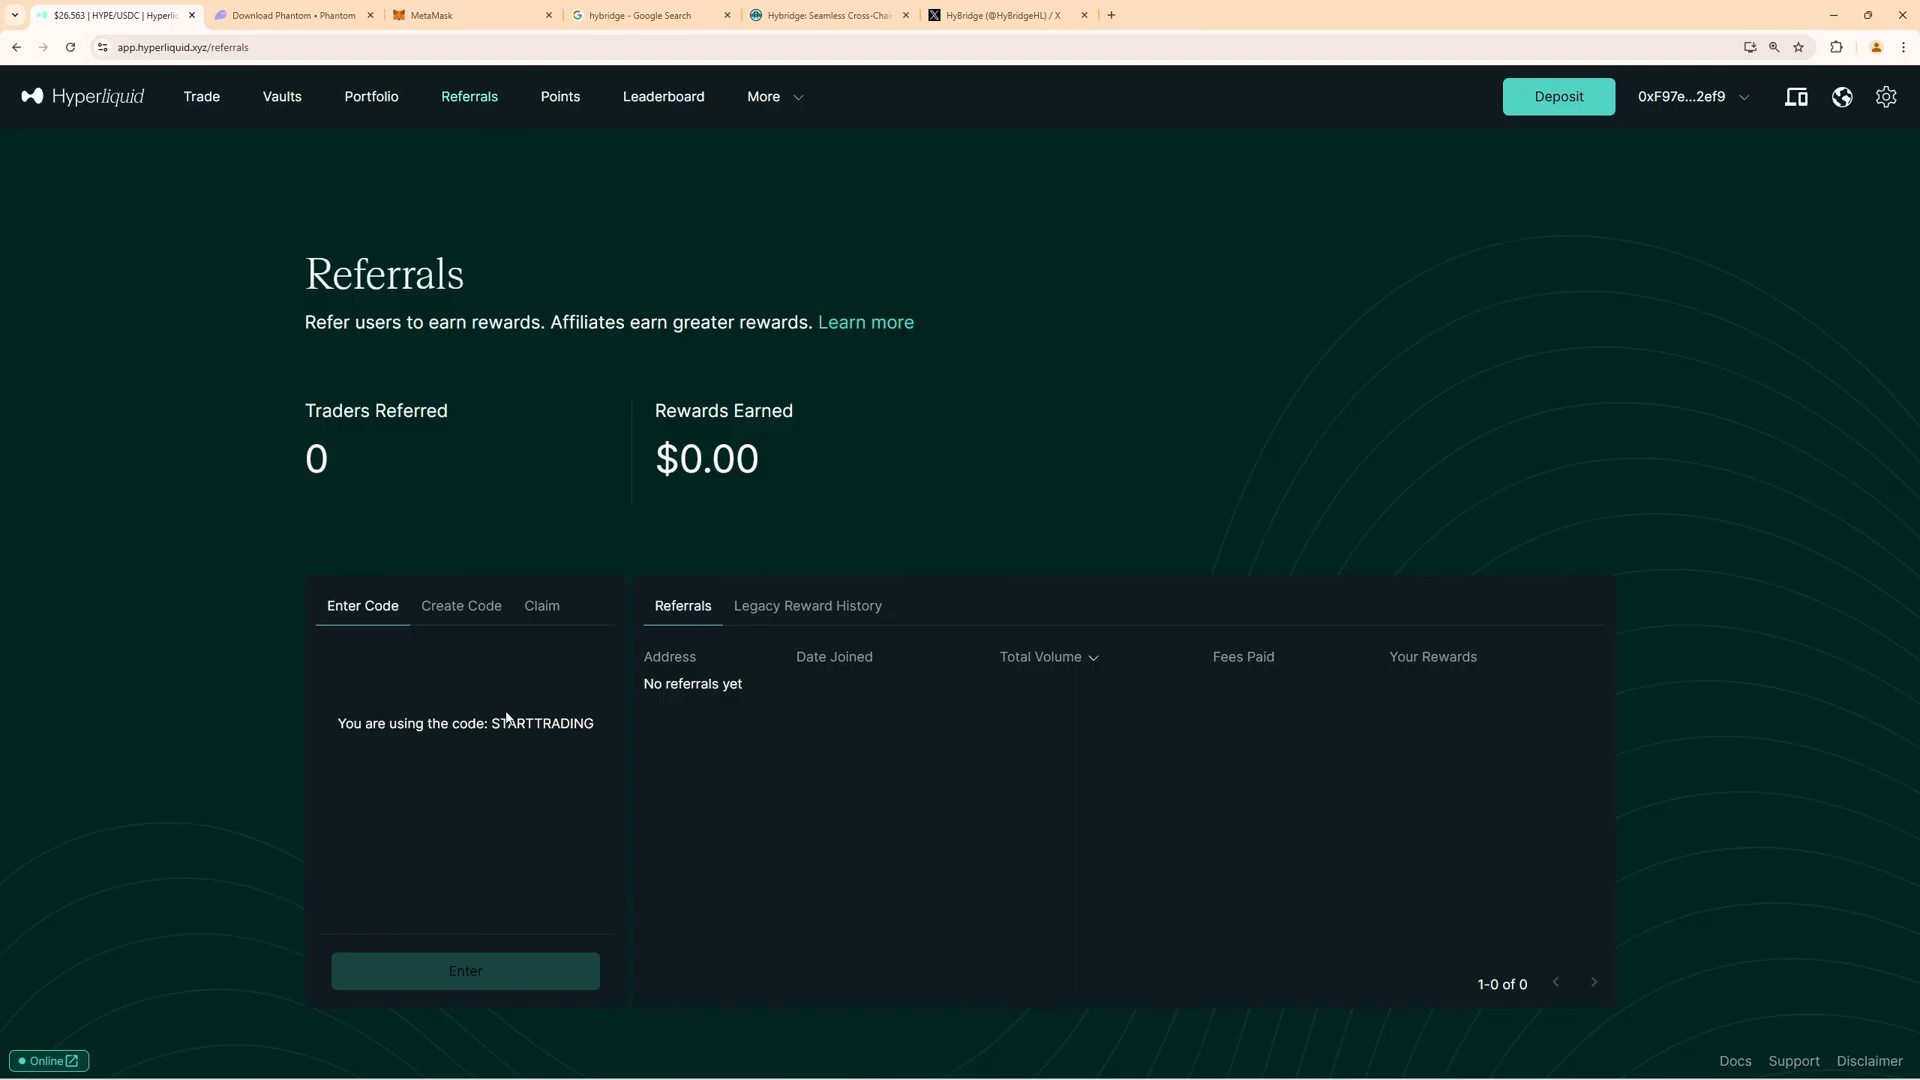 $26.563 | HYPE/USDC | Hyperliq
Download Phantom • Phantom
MetaMask
hybridge - Google Search
Hybridge: Seamless Cross-Chai
HyBridge (@HyBridgeHL) / X
app.hyperliquid.xyz/referrals
Hyperliquid
Trade
Vaults
Portfolio
Referrals
Points
Leaderboard
More
Deposit
0xF97e...2ef9
Referrals
Refer users to earn rewards. Affiliates earn greater rewards. Learn more
Traders Referred
0
Rewards Earned
$0.00
Enter Code
Create Code
Claim
You are using the code: STARTTRADING
Enter
Referrals
Legacy Reward History
Address
Date Joined
Total Volume
Fees Paid
Your Rewards
No referrals yet
1-0 of 0
Online
Docs
Support
Disclaimer